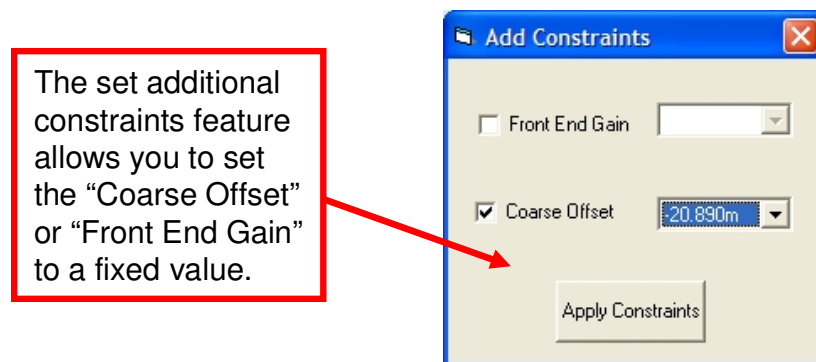 The set additional
constraints feature
allows you to set
the “Coarse Offset”
or “Front End Gain”
to a fixed value.
Add Constraints
Front End Gain
Coarse Offset -20.890m
Apply Constraints